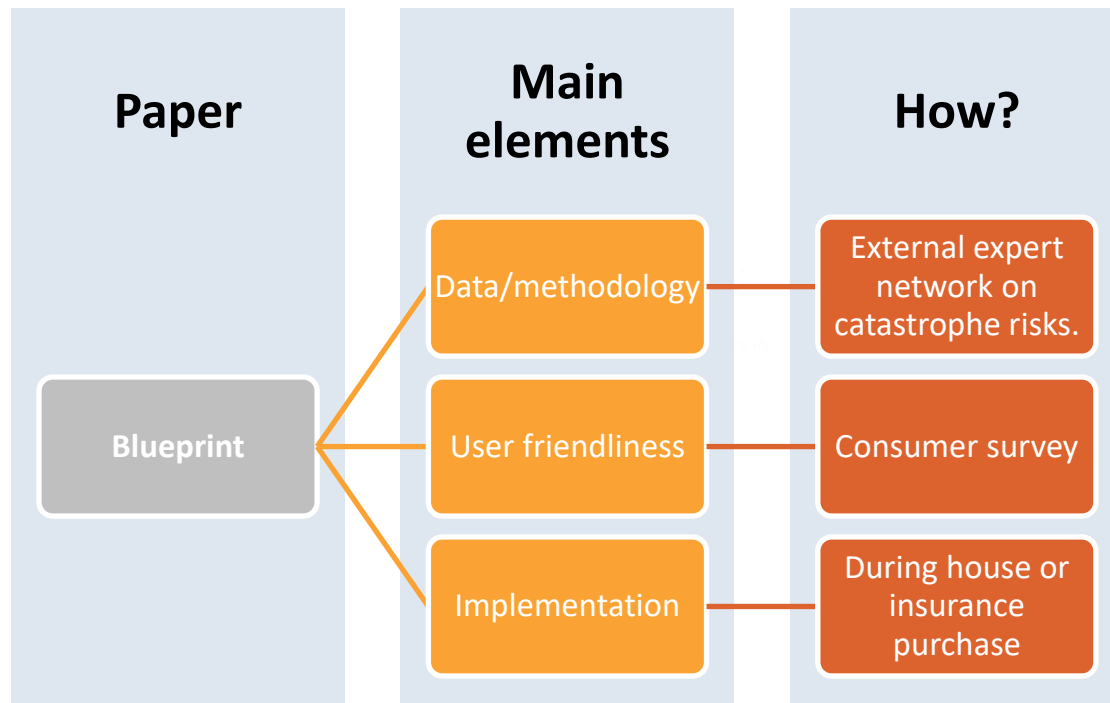 Paper
Main
elements
How?
Blueprint
Data/methodology
External expert
network on
catastrophe risks.
User friendliness
Consumer survey
Implementation
During house or
insurance
purchase